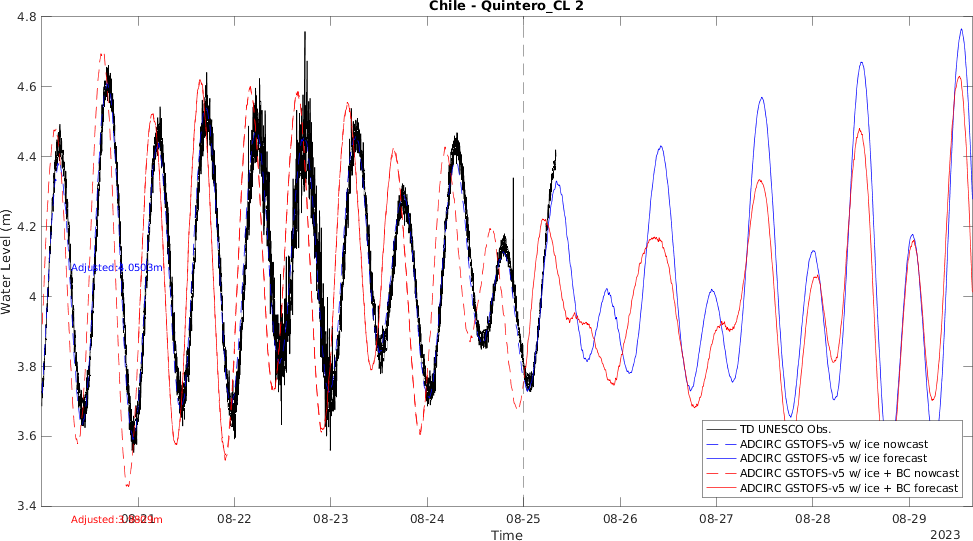 Chile - Quintero_CL 2
4.8
4.6
4.4
4.2
4
3.8
3.6
3.4
Water Level (m)
Adjusted:4.0503m
TD UNESCO Obs.
ADCIRC GSTOFS-v5 w/ ice nowcast
ADCIRC GSTOFS-v5 w/ ice forecast
ADCIRC GSTOFS-v5 w/ ice + BC nowcast
ADCIRC GSTOFS-v5 w/ ice + BC forecast
08-21
08-22
08-23
08-24
08-25
08-26
08-27
08-28
08-29
Time
2023